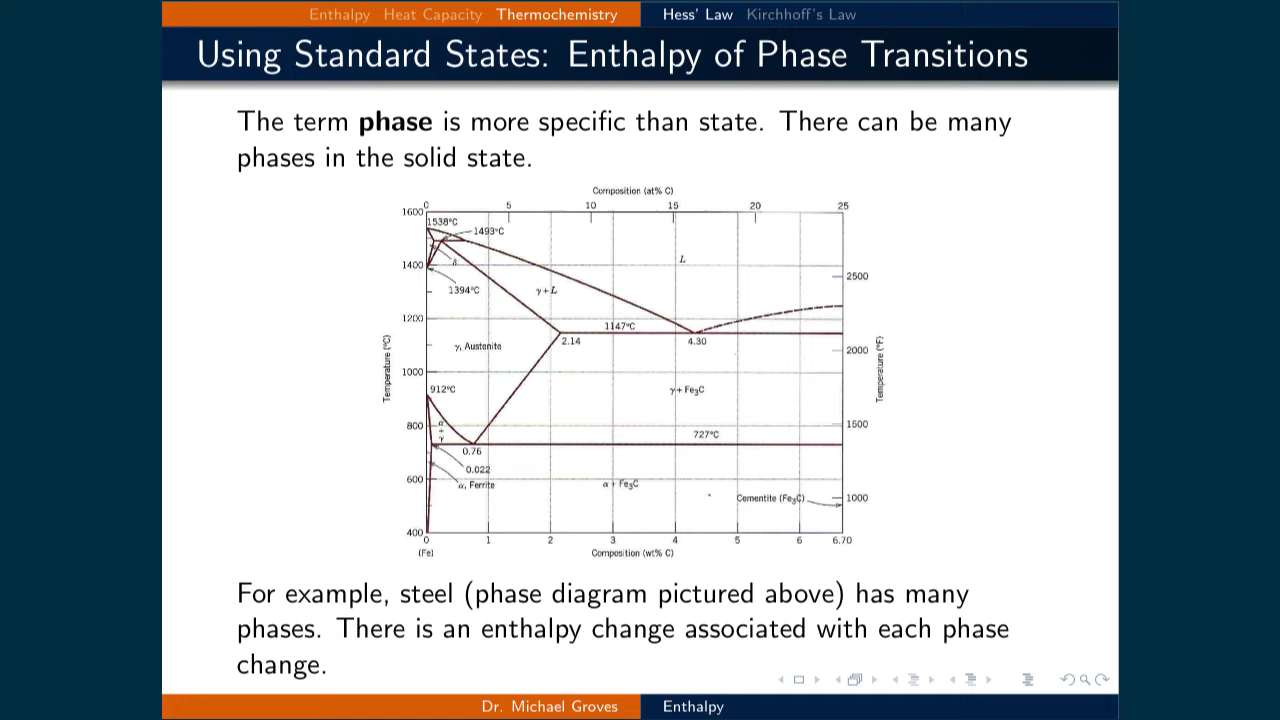 Enthalpy Heat Capacity Thermochemistry Hess' Law Kirchhoff's Law
Using Standard States: Enthalpy of Phase Transitions
The term phase is more specific than state. There can be many
phases in the solid state.
Composition (at% C)
0 5 10 15 20 25
1600
1538°C
1493°C
δ
L
1400
2500
1394°C
γ+L
1200
1147°C
2.14
4.30
γ, Austenite
2000
Temperature (°C)
Temperature (°F)
1000
912°C
γ+ Fe₃C
800
α
+
γ
1500
727°C
0.76
0.022
600
α, Ferrite
α + Fe₃C
Cementite (Fe₃C)
1000
400
0 1 2 3 4 5 6 6.70
(Fe)
Composition (wt% C)
For example, steel (phase diagram pictured above) has many
phases. There is an enthalpy change associated with each phase
change.
Dr. Michael Groves Enthalpy